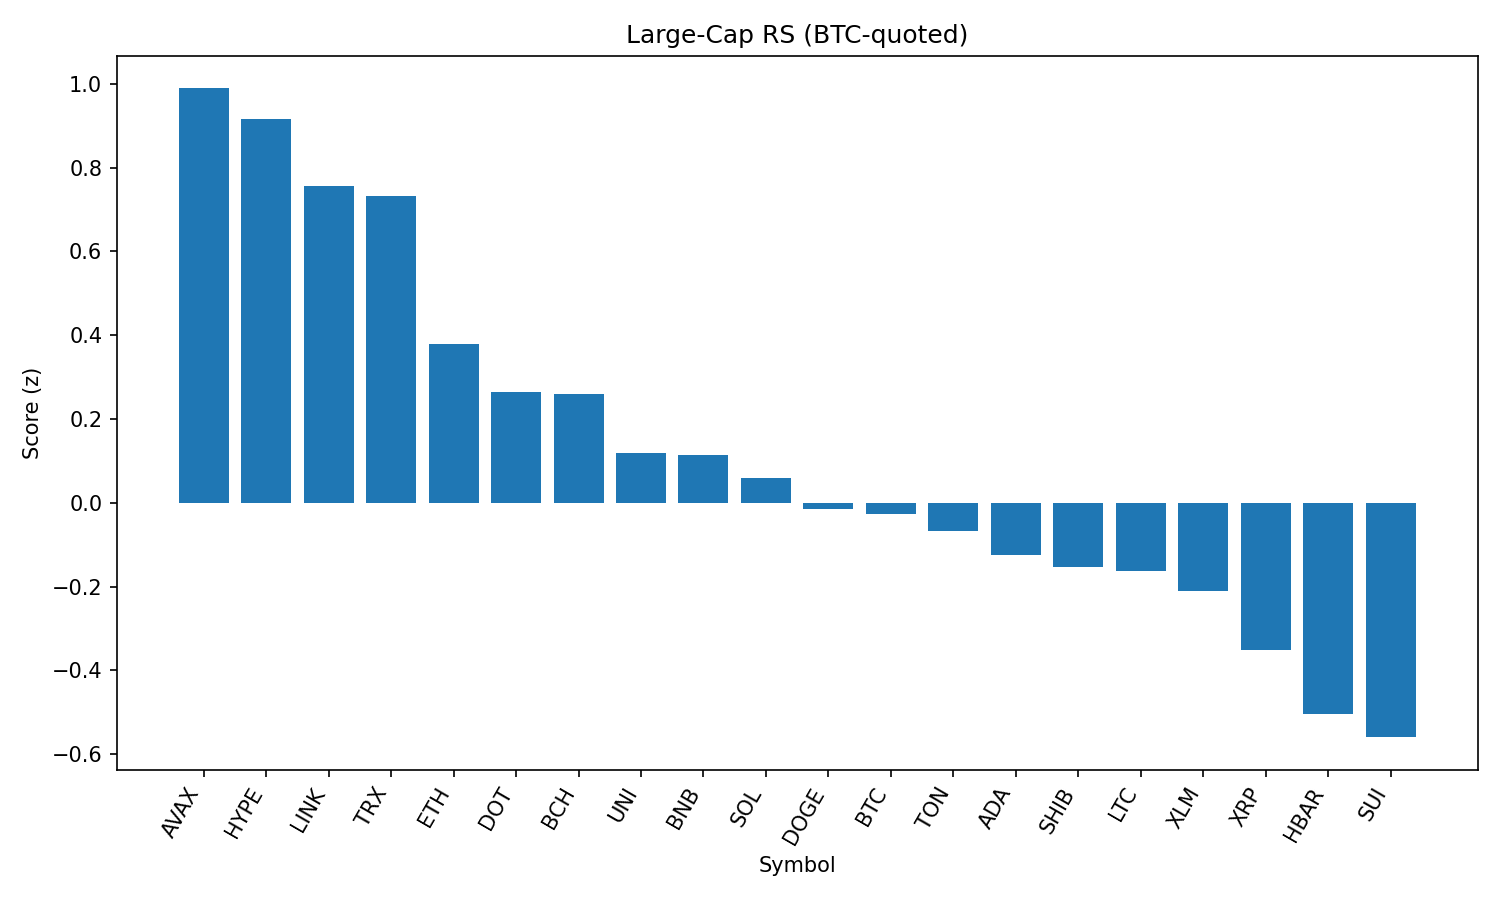 Large-Cap RS (BTC-quoted)
Score (z)
1.0
0.8
0.6
0.4
0.2
0.0
−0.2
−0.4
−0.6
AVAX
HYPE
LINK
TRX
ETH
DOT
BCH
UNI
BNB
SOL
DOGE
BTC
TON
ADA
SHIB
LTC
XLM
XRP
HBAR
SUI
Symbol